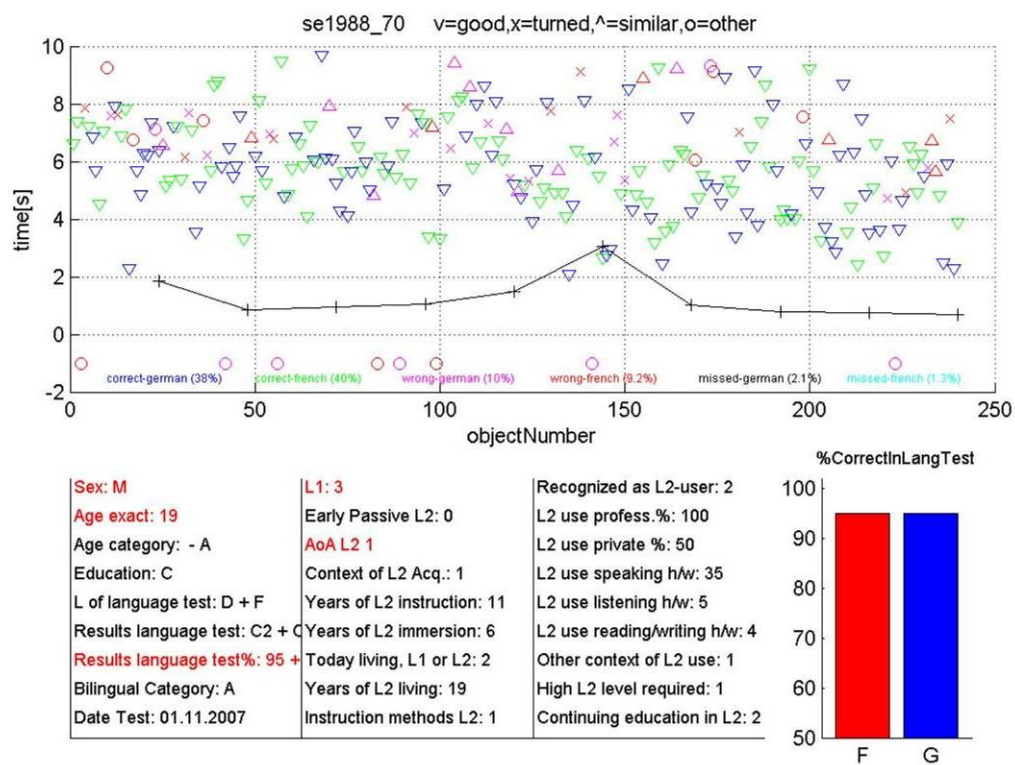 se1988_70 v=good,x=turned,^=similar,o=other
10
8
6
4
2
0
-2
time[s]
correct-german (38%) correct-french (40%) wrong-german (10%) wrong-french (9.2%) missed-german (2.1%) missed-french (1.3%)
0 50 100 150 200 250
objectNumber
Sex: M
Age exact: 19
Age category: - A
Education: C
L of language test: D + F
Results language test: C2 + C
Results language test%: 95 +
Bilingual Category: A
Date Test: 01.11.2007
L1: 3
Early Passive L2: 0
AoA L2 1
Context of L2 Acq.: 1
Years of L2 instruction: 11
Years of L2 immersion: 6
Today living, L1 or L2: 2
Years of L2 living: 19
Instruction methods L2: 1
Recognized as L2-user: 2
L2 use profess.%: 100
L2 use private %: 50
L2 use speaking h/w: 35
L2 use listening h/w: 5
L2 use reading/writing h/w: 4
Other context of L2 use: 1
High L2 level required: 1
Continuing education in L2: 2
%CorrectInLangTest
100
90
80
70
60
50
F G